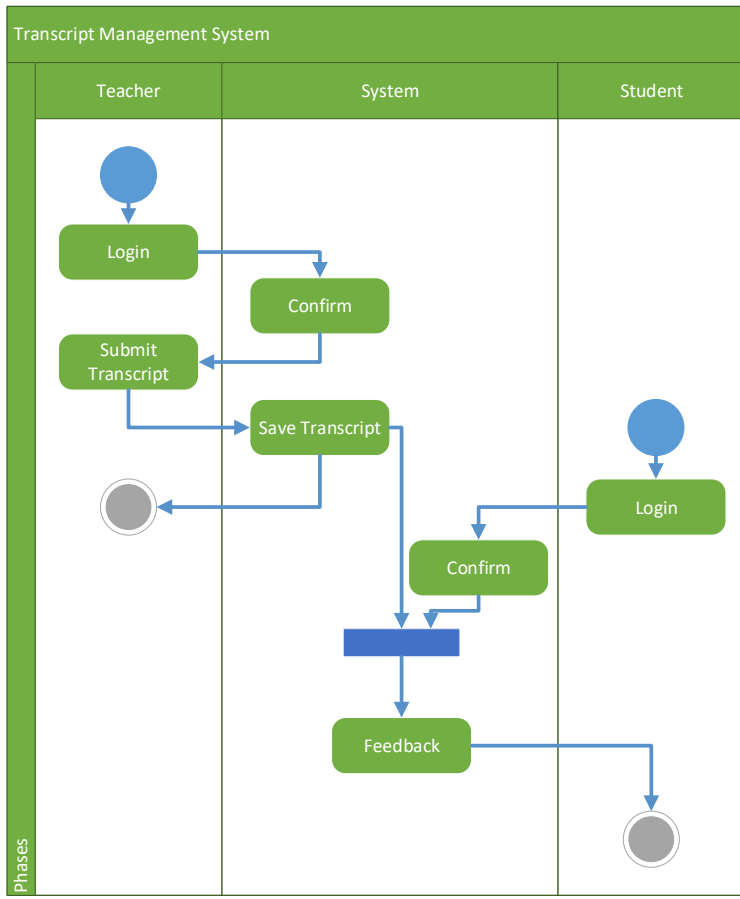 Transcript Management System
Teacher
System
Student
Login
Confirm
Submit
Transcript
Save Transcript
Login
Confirm
Feedback
Phases